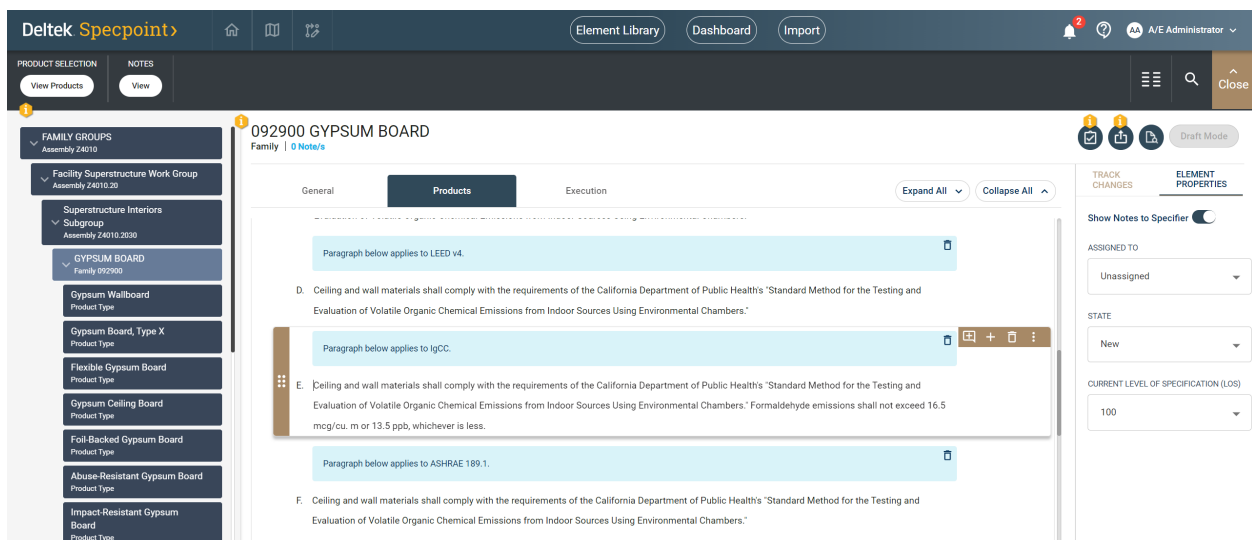 Deltek Specpoint>
Element Library
Dashboard
Import
2
AA A/E Administrator
PRODUCT SELECTION
View Products
NOTES
View
Close
FAMILY GROUPS
Assembly Z4010
Facility Superstructure Work Group
Assembly Z4010.20
Superstructure Interiors
Subgroup
Assembly Z4010.2030
GYPSUM BOARD
Family 092900
Gypsum Wallboard
Product Type
Gypsum Board, Type X
Product Type
Flexible Gypsum Board
Product Type
Gypsum Ceiling Board
Product Type
Foil-Backed Gypsum Board
Product Type
Abuse-Resistant Gypsum Board
Product Type
Impact-Resistant Gypsum
Board
Product Type
092900 GYPSUM BOARD
Family | 0 Note/s
Draft Mode
General
Products
Execution
Expand All
Collapse All
Evaluation of Volatile Organic Chemical Emissions from Indoor Sources Using Environmental Chambers."
Paragraph below applies to LEED v4.
D. Ceiling and wall materials shall comply with the requirements of the California Department of Public Health's "Standard Method for the Testing and
Evaluation of Volatile Organic Chemical Emissions from Indoor Sources Using Environmental Chambers."
Paragraph below applies to IgCC.
E. Ceiling and wall materials shall comply with the requirements of the California Department of Public Health's "Standard Method for the Testing and
Evaluation of Volatile Organic Chemical Emissions from Indoor Sources Using Environmental Chambers." Formaldehyde emissions shall not exceed 16.5
mcg/cu. m or 13.5 ppb, whichever is less.
Paragraph below applies to ASHRAE 189.1.
F. Ceiling and wall materials shall comply with the requirements of the California Department of Public Health's "Standard Method for the Testing and
Evaluation of Volatile Organic Chemical Emissions from Indoor Sources Using Environmental Chambers."
TRACK
CHANGES
ELEMENT
PROPERTIES
Show Notes to Specifier
ASSIGNED TO
Unassigned
STATE
New
CURRENT LEVEL OF SPECIFICATION (LOS)
100